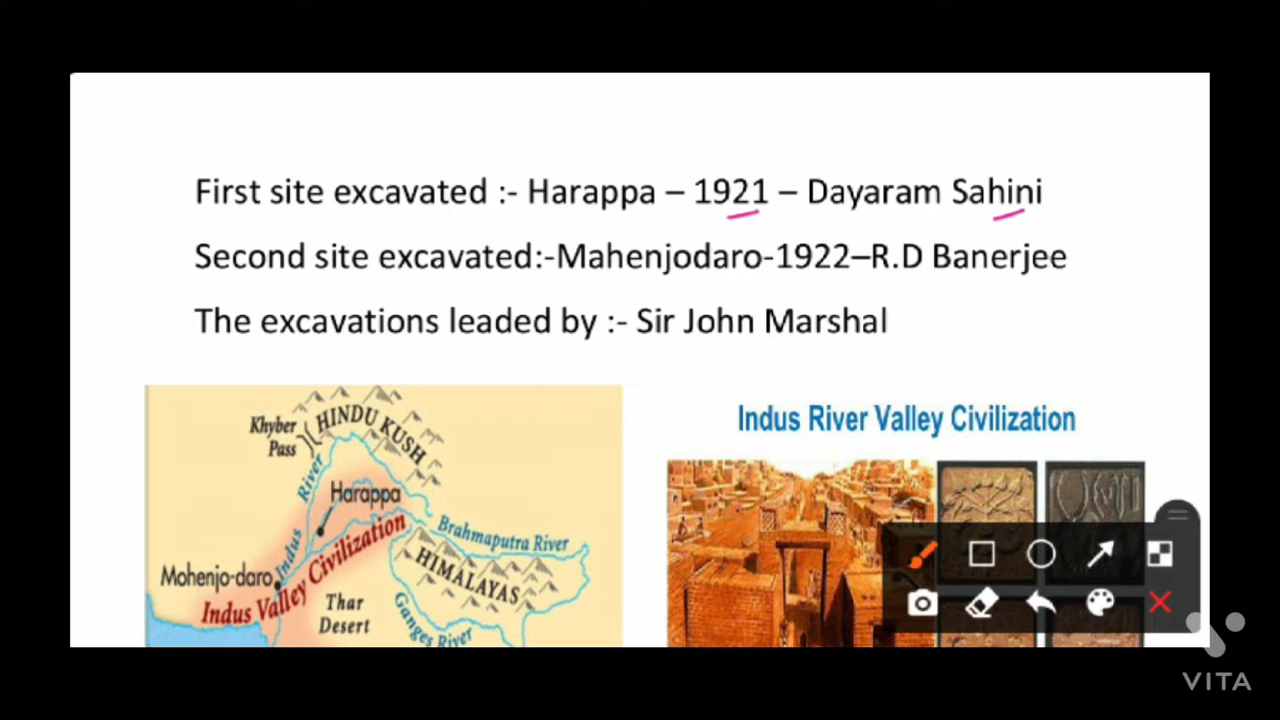 First site excavated :- Harappa – 1921 – Dayaram Sahini
Second site excavated:-Mahenjodaro-1922–R.D Banerjee
The excavations leaded by :- Sir John Marshal
Indus River Valley Civilization
Khyber
Pass
HINDU KUSH
River
Harappa
Indus
Brahmaputra River
Mohenjo-daro
HIMALAYAS
Indus Valley Civilization
Thar
Desert
Ganges River
VITA